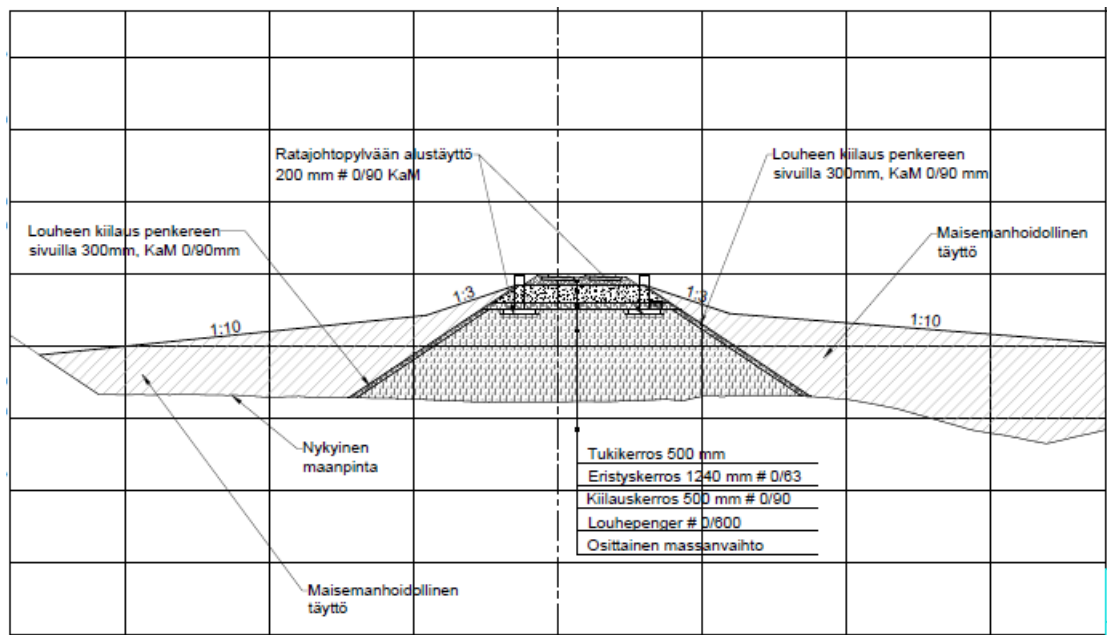 Ratajohtopylvään alustäyttö
200 mm # 0/90 KaM
Louheen kiilaus penkereen
sivuilla 300mm, KaM 0/90 mm
Louheen kiilaus penkereen
sivuilla 300mm, KaM 0/90mm
Maisemanhoidollinen
täyttö
1:3
1:3
1:10
1:10
Nykyinen
maanpinta
Tukikerros 500 mm
Eristyskerros 1240 mm # 0/63
Kiilauskerros 500 mm # 0/90
Louhepenger # 0/600
Osittainen massanvaihto
Maisemanhoidollinen
täyttö